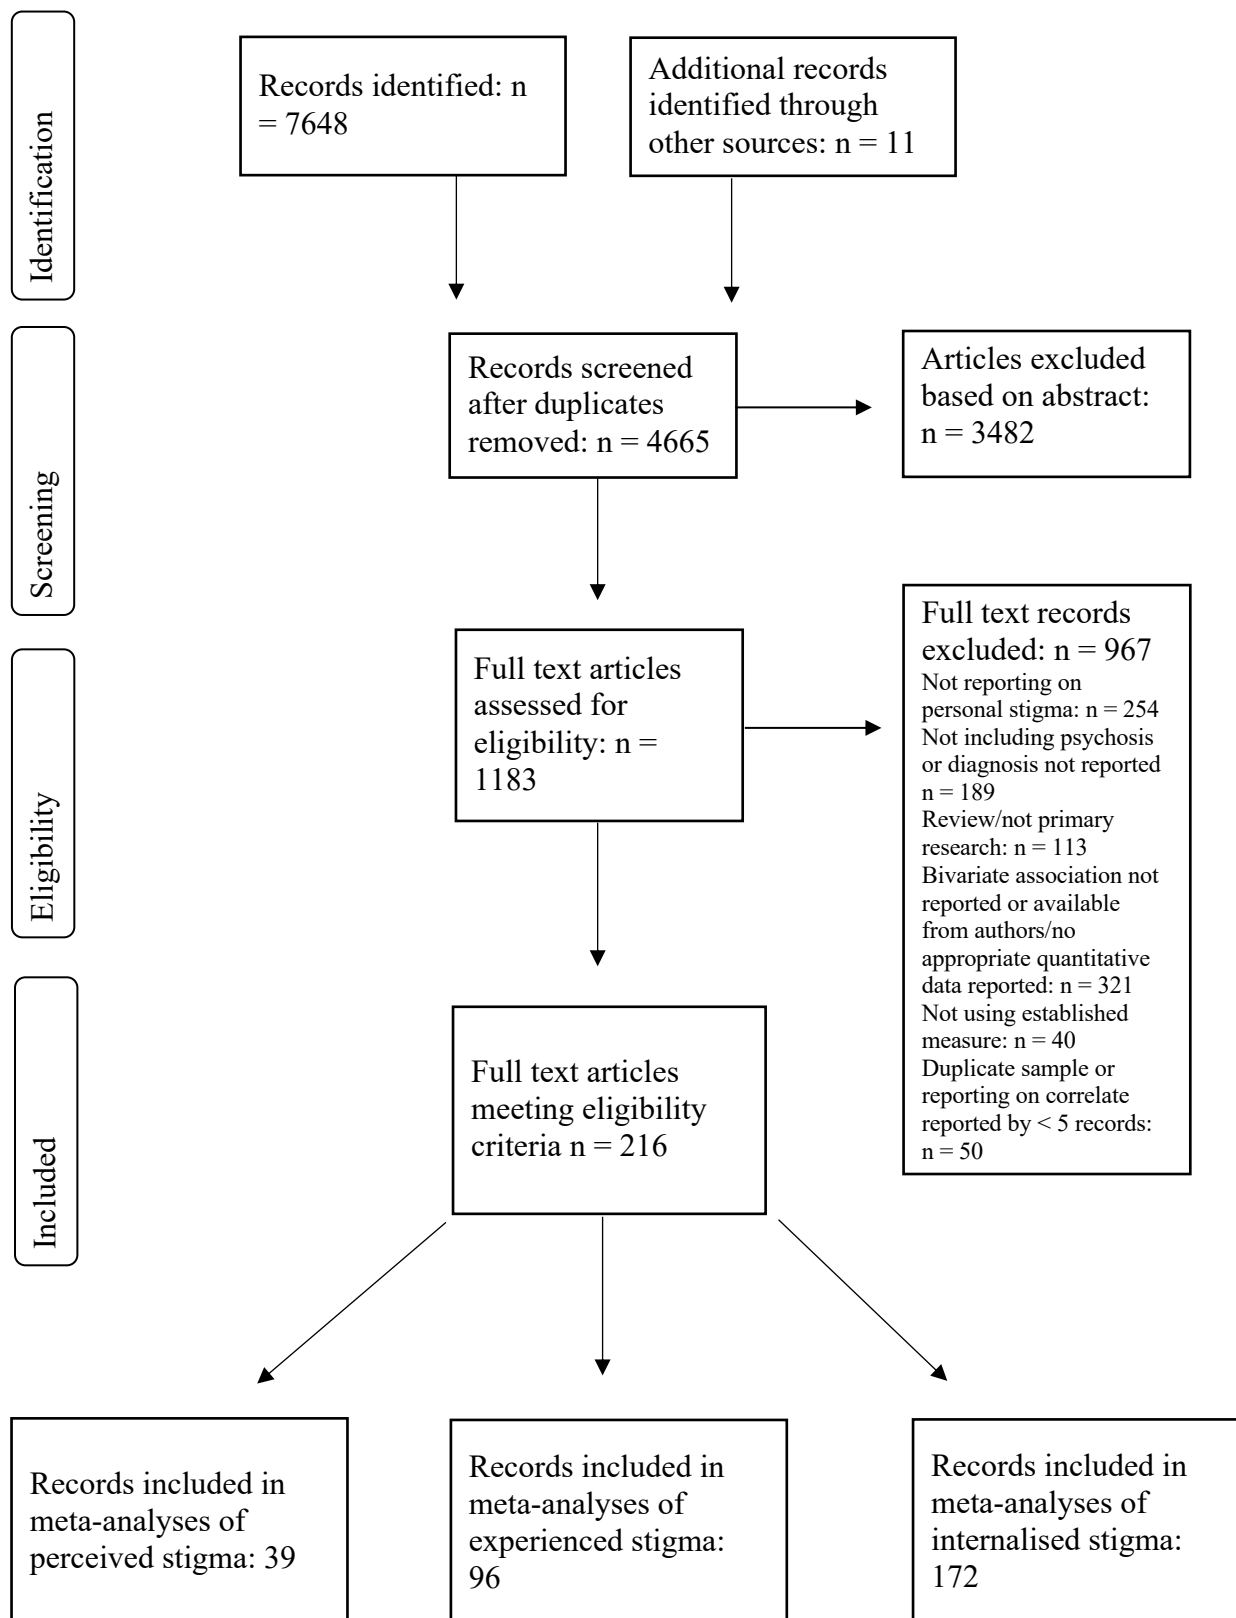 Identification
Records identified: n
= 7648
Additional records
identified through
other sources: n = 11
Screening
Records screened
after duplicates
removed: n = 4665
Articles excluded
based on abstract:
n = 3482
Eligibility
Full text articles
assessed for
eligibility: n =
1183
Full text records
excluded: n = 967
Not reporting on
personal stigma: n = 254
Not including psychosis
or diagnosis not reported
n = 189
Review/not primary
research: n = 113
Bivariate association not
reported or available
from authors/no
appropriate quantitative
data reported: n = 321
Not using established
measure: n = 40
Duplicate sample or
reporting on correlate
reported by < 5 records:
n = 50
Included
Full text articles
meeting eligibility
criteria n = 216
Records included in
meta-analyses of
perceived stigma: 39
Records included in
meta-analyses of
experienced stigma:
96
Records included in
meta-analyses of
internalised stigma:
172